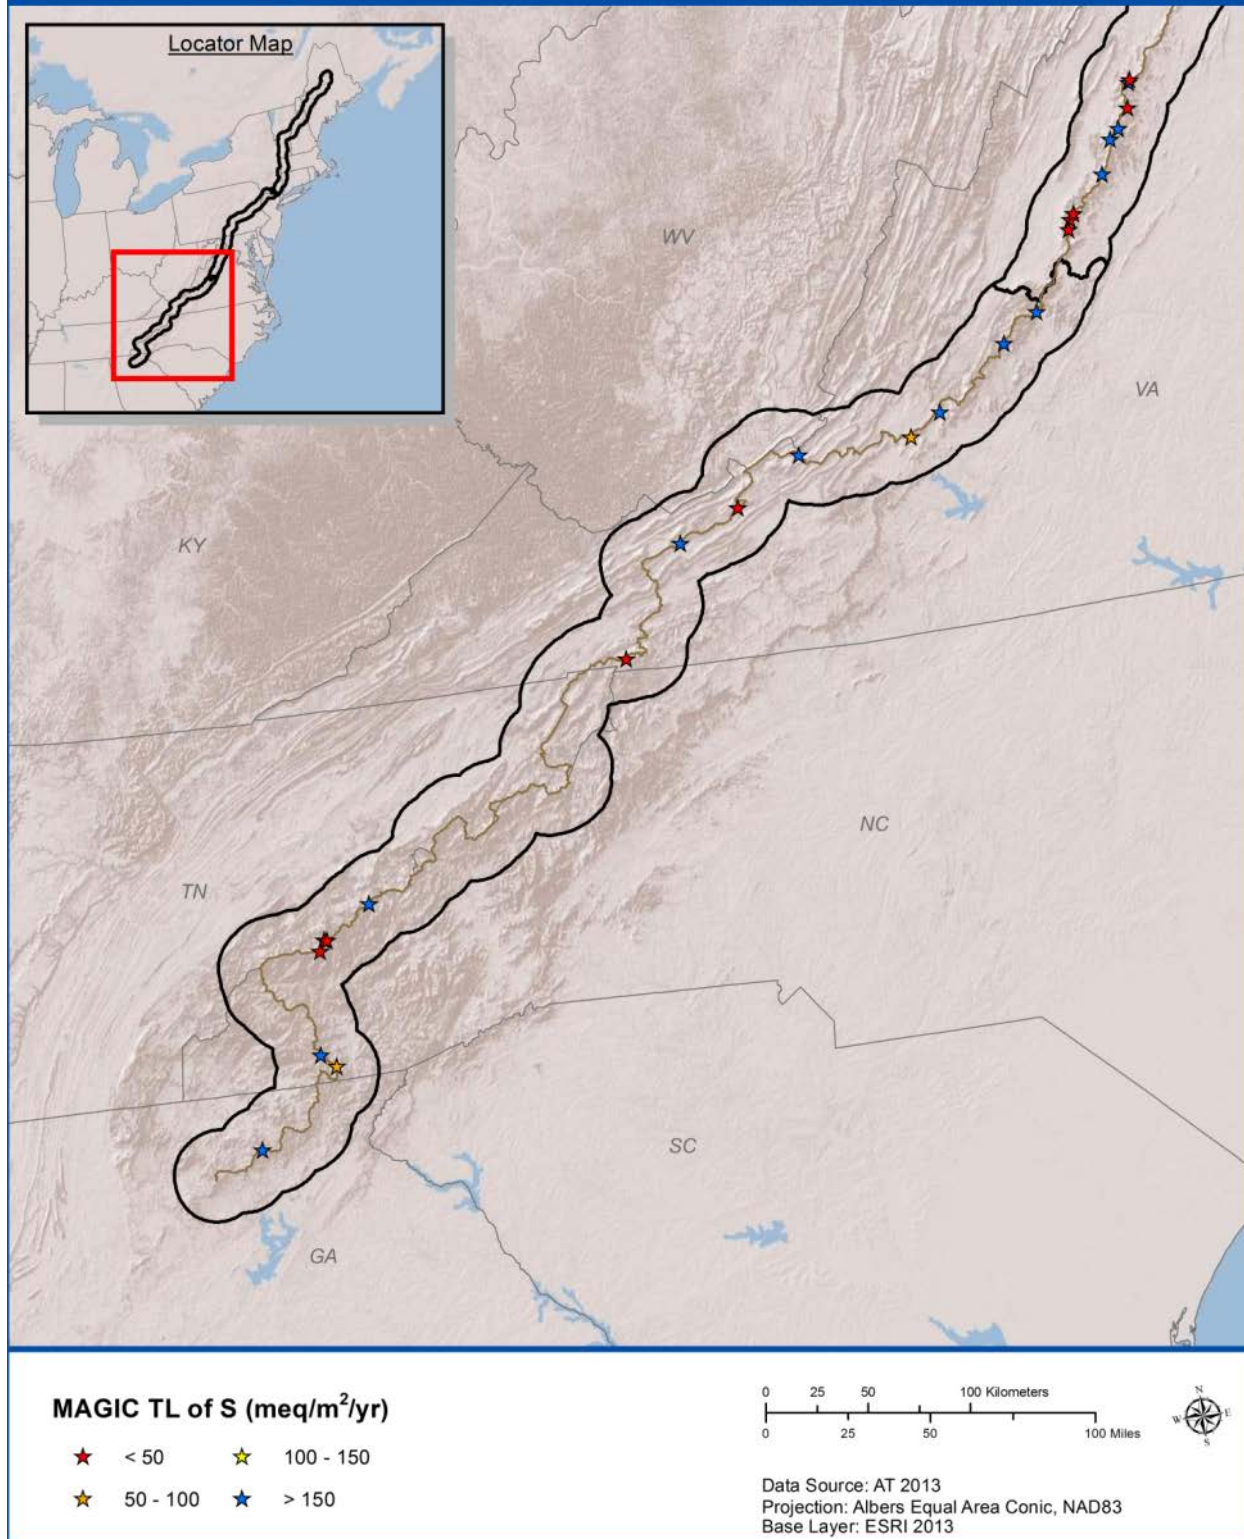 Locator Map
WV
VA
KY
NC
TN
SC
GA
MAGIC TL of S (meq/m²/yr)
< 50
100 - 150
50 - 100
> 150
0 25 50 100 Kilometers
0 25 50 100 Miles
N
W E
S
Data Source: AT 2013
Projection: Albers Equal Area Conic, NAD83
Base Layer: ESRI 2013